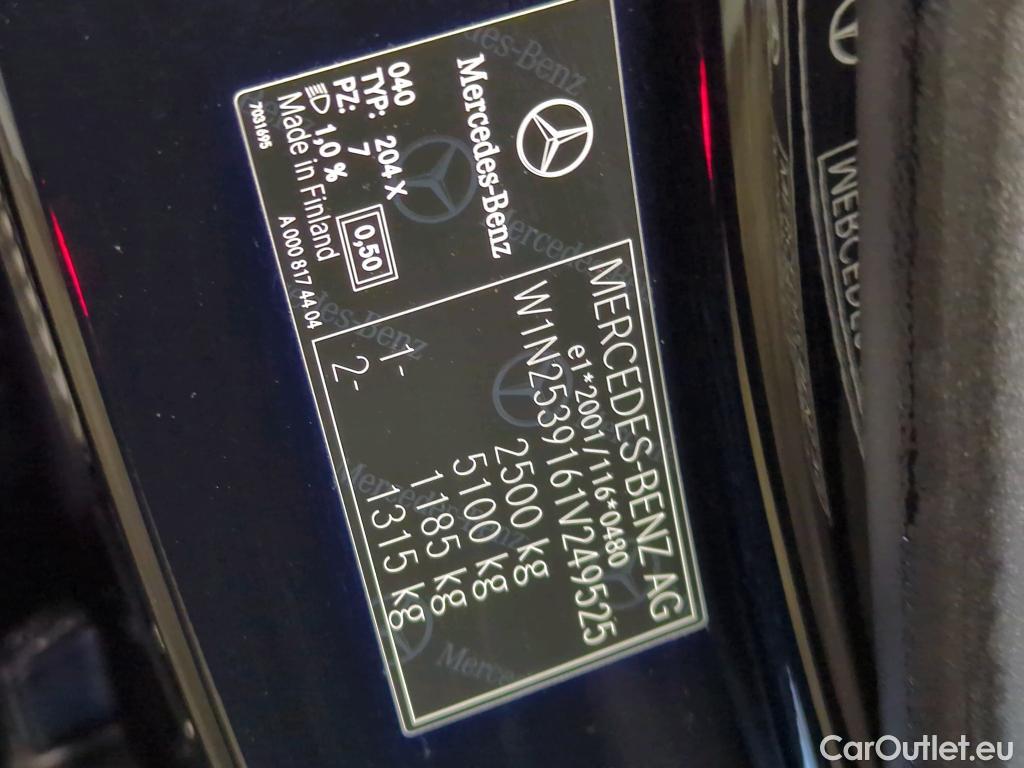 MERCEDES-BENZ AG
e1*2001/116*0480
W1N2539161V249525
2500 kg
5100 kg
1- 1185 kg
2- 1315 kg
Mercedes-Benz
040
TYP: 204 X
PZ: 7
1,0 %
0,50
Made in Finland
7031695
A 000 817 44 04
CarOutlet.eu